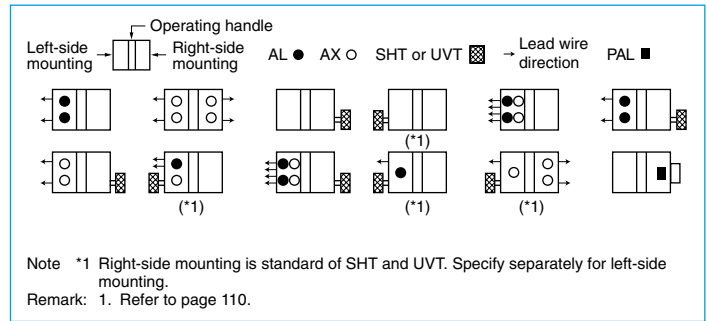 Operating handle
Left-side mounting
Right-side mounting
AL
AX
SHT or UVT
Lead wire direction
PAL
(*1)
(*1)
(*1)
(*1)
Note *1 Right-side mounting is standard of SHT and UVT. Specify separately for left-side
mounting.
Remark: 1. Refer to page 110.